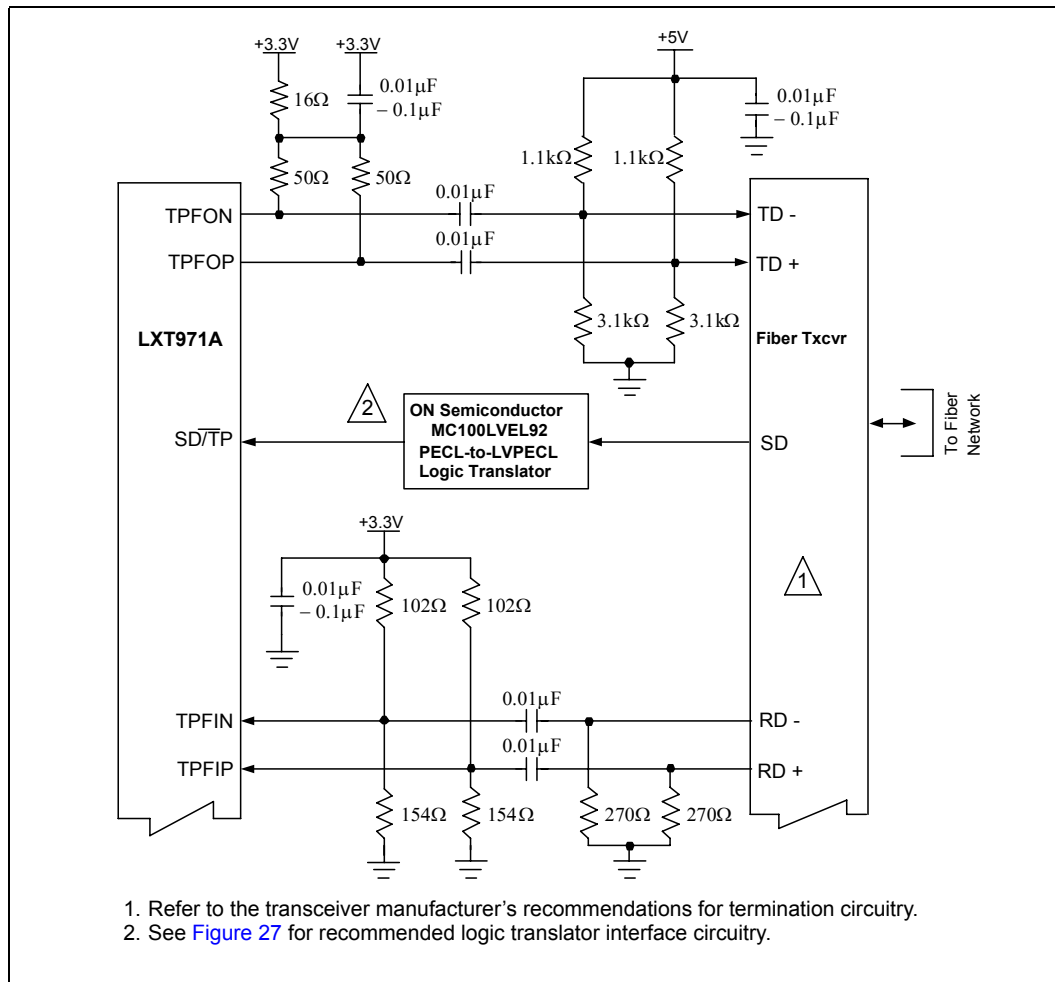 +3.3V +3.3V +5V
16Ω 0.01µF – 0.1µF 0.01µF – 0.1µF
50Ω 50Ω 1.1kΩ 1.1kΩ
0.01µF
TPFON TD -
0.01µF
TPFOP TD +
3.1kΩ 3.1kΩ
LXT971A Fiber Txcvr
2
ON Semiconductor
MC100LVEL92
PECL-to-LVPECL
Logic Translator
SD/T̅P̅ SD
To Fiber
Network
+3.3V
0.01µF
– 0.1µF
102Ω 102Ω
1
0.01µF
TPFIN RD -
0.01µF
TPFIP RD +
154Ω 154Ω 270Ω 270Ω
1. Refer to the transceiver manufacturer’s recommendations for termination circuitry.
2. See Figure 27 for recommended logic translator interface circuitry.